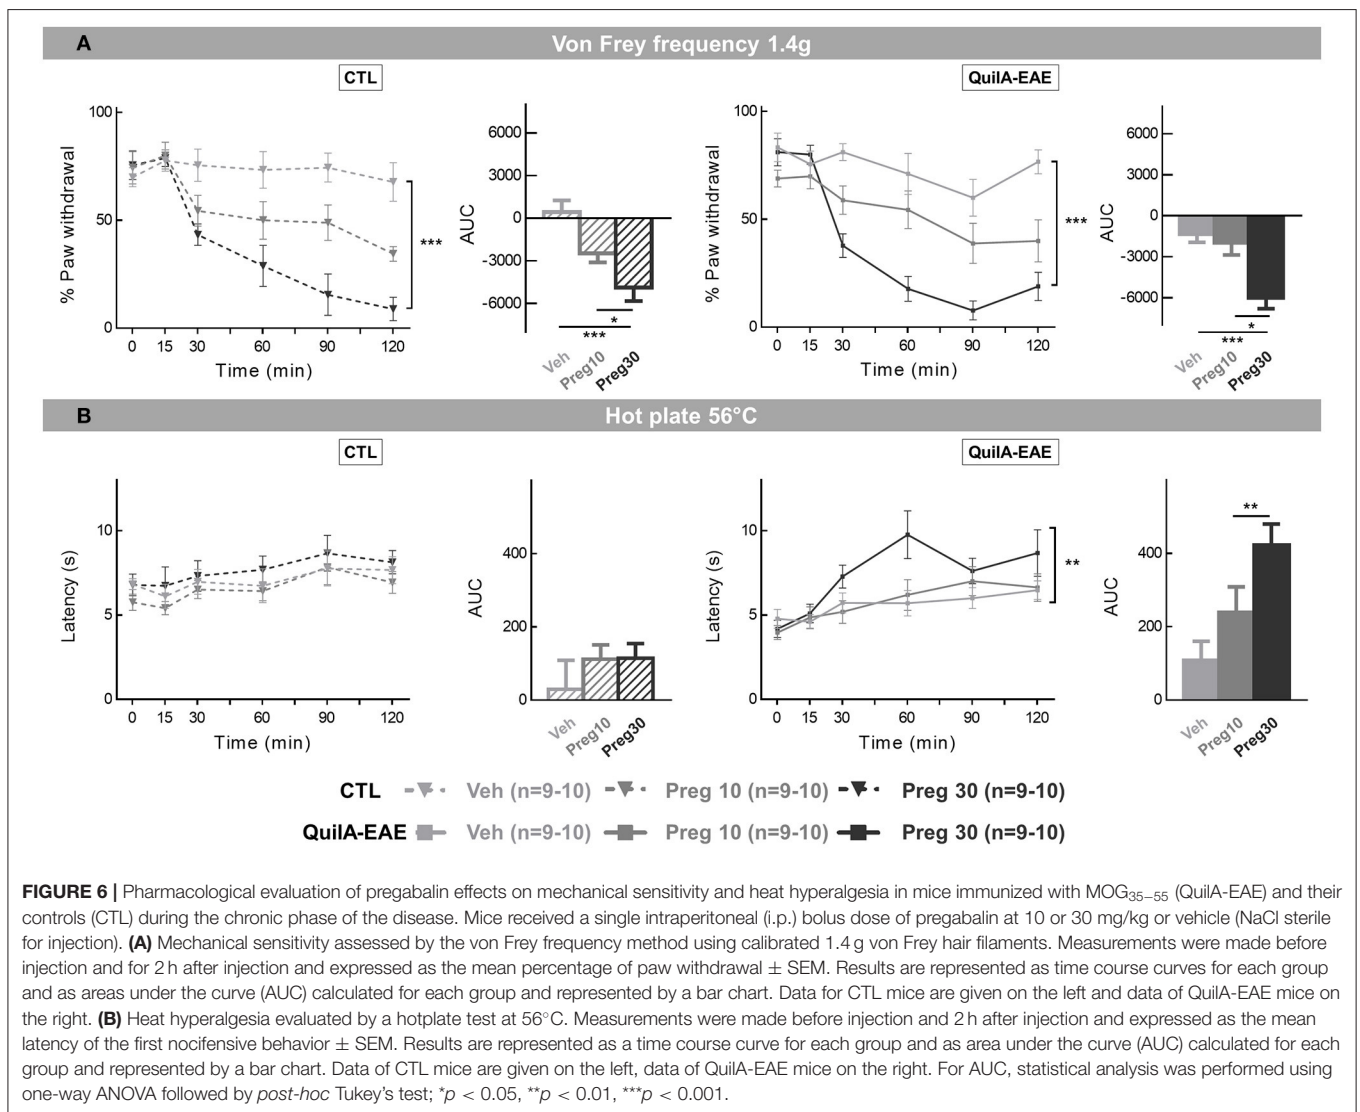 A Von Frey frequency 1.4g
CTL
QuilA-EAE
100
50
0
% Paw withdrawal
0 15 30 60 90 120
Time (min)
***
6000
3000
0
-3000
-6000
AUC
*
***
Veh Preg10 Preg30
100
50
0
% Paw withdrawal
0 15 30 60 90 120
Time (min)
***
6000
3000
0
-3000
-6000
AUC
*
***
Veh Preg10 Preg30
B Hot plate 56°C
CTL
QuilA-EAE
10
5
0
Latency (s)
0 15 30 60 90 120
Time (min)
400
200
0
AUC
Veh Preg10 Preg30
10
5
0
Latency (s)
0 15 30 60 90 120
Time (min)
**
400
200
0
AUC
**
Veh Preg10 Preg30
CTL Veh (n=9-10) Preg 10 (n=9-10) Preg 30 (n=9-10)
QuilA-EAE Veh (n=9-10) Preg 10 (n=9-10) Preg 30 (n=9-10)
FIGURE 6 | Pharmacological evaluation of pregabalin effects on mechanical sensitivity and heat hyperalgesia in mice immunized with MOG35–55 (QuilA-EAE) and their
controls (CTL) during the chronic phase of the disease. Mice received a single intraperitoneal (i.p.) bolus dose of pregabalin at 10 or 30 mg/kg or vehicle (NaCl sterile
for injection). (A) Mechanical sensitivity assessed by the von Frey frequency method using calibrated 1.4 g von Frey hair filaments. Measurements were made before
injection and for 2 h after injection and expressed as the mean percentage of paw withdrawal ± SEM. Results are represented as time course curves for each group
and as areas under the curve (AUC) calculated for each group and represented by a bar chart. Data for CTL mice are given on the left and data of QuilA-EAE mice on
the right. (B) Heat hyperalgesia evaluated by a hotplate test at 56°C. Measurements were made before injection and 2 h after injection and expressed as the mean
latency of the first nocifensive behavior ± SEM. Results are represented as a time course curve for each group and as area under the curve (AUC) calculated for each
group and represented by a bar chart. Data of CTL mice are given on the left, data of QuilA-EAE mice on the right. For AUC, statistical analysis was performed using
one-way ANOVA followed by post-hoc Tukey's test; *p < 0.05, **p < 0.01, ***p < 0.001.